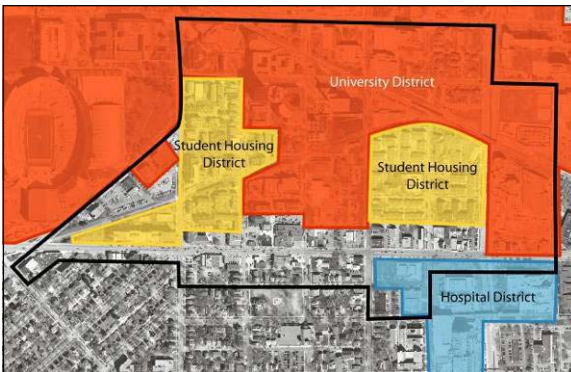 University District
Student Housing
District
Student Housing
District
Hospital District